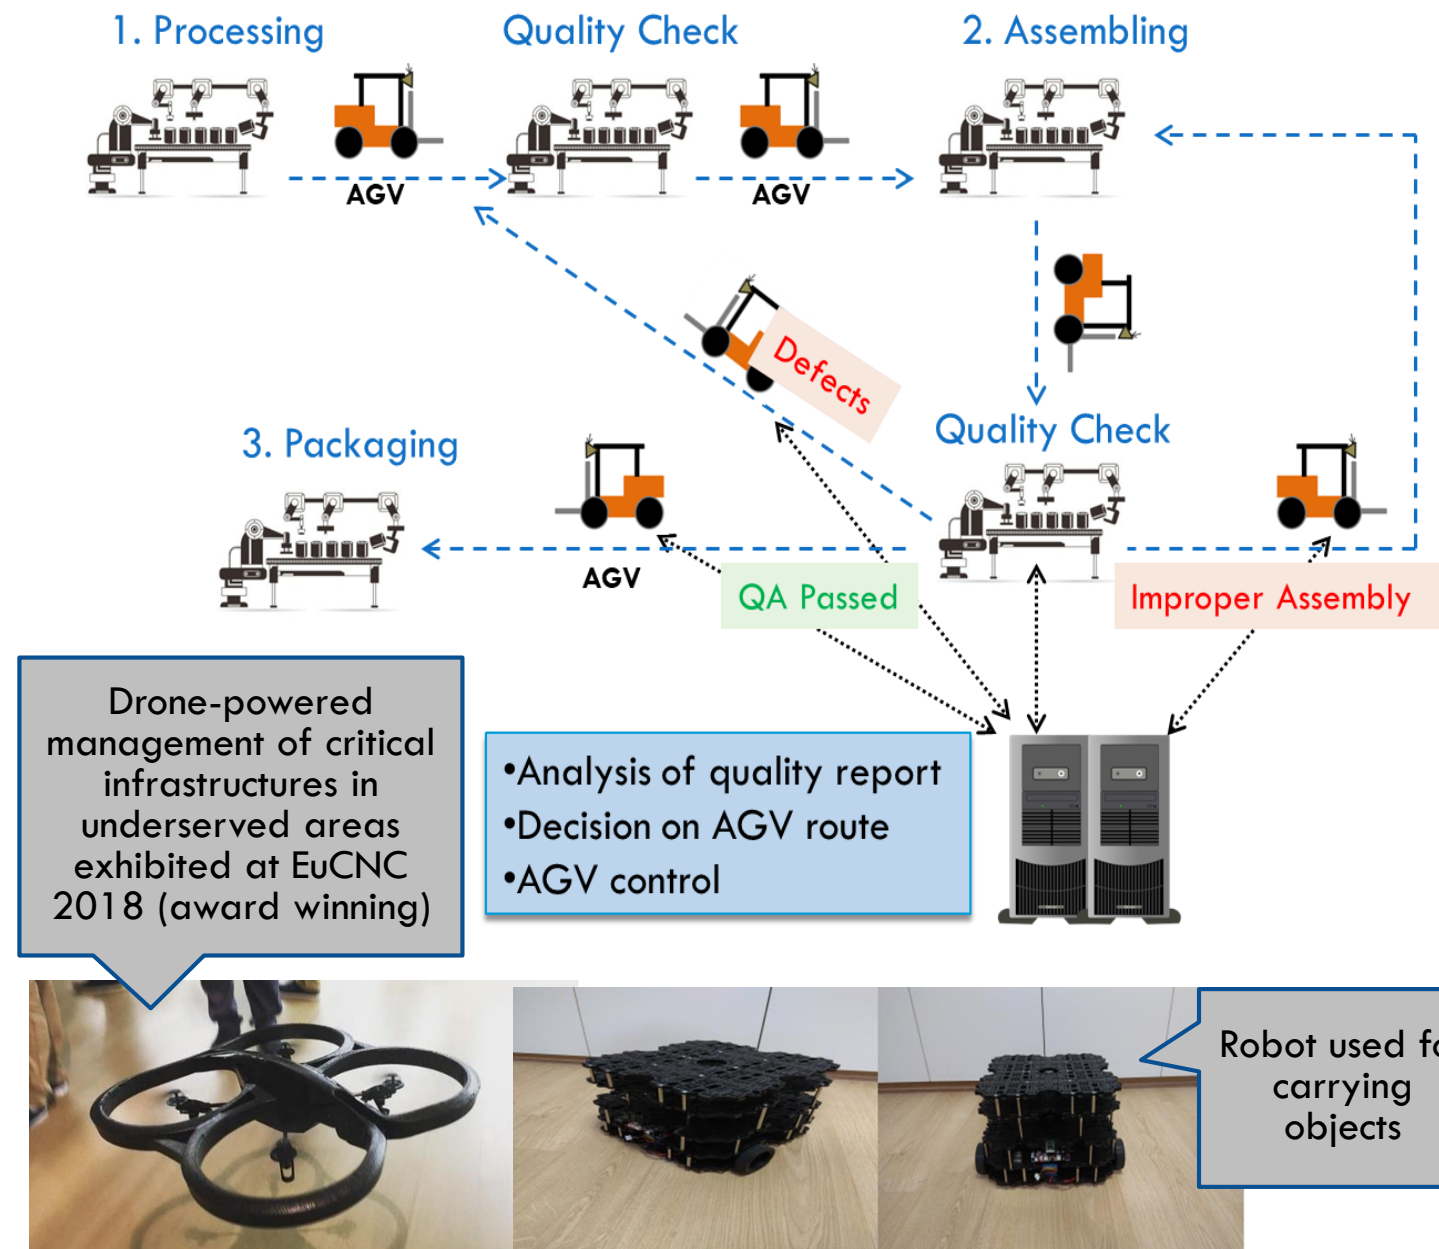 1. Processing
Quality Check
2. Assembling
AGV
AGV
Defects
Quality Check
3. Packaging
AGV
QA Passed
Improper Assembly
Drone-powered
management of critical
infrastructures in
underserved areas
exhibited at EuCNC
2018 (award winning)
•Analysis of quality report
•Decision on AGV route
•AGV control
Robot used
carrying
objects